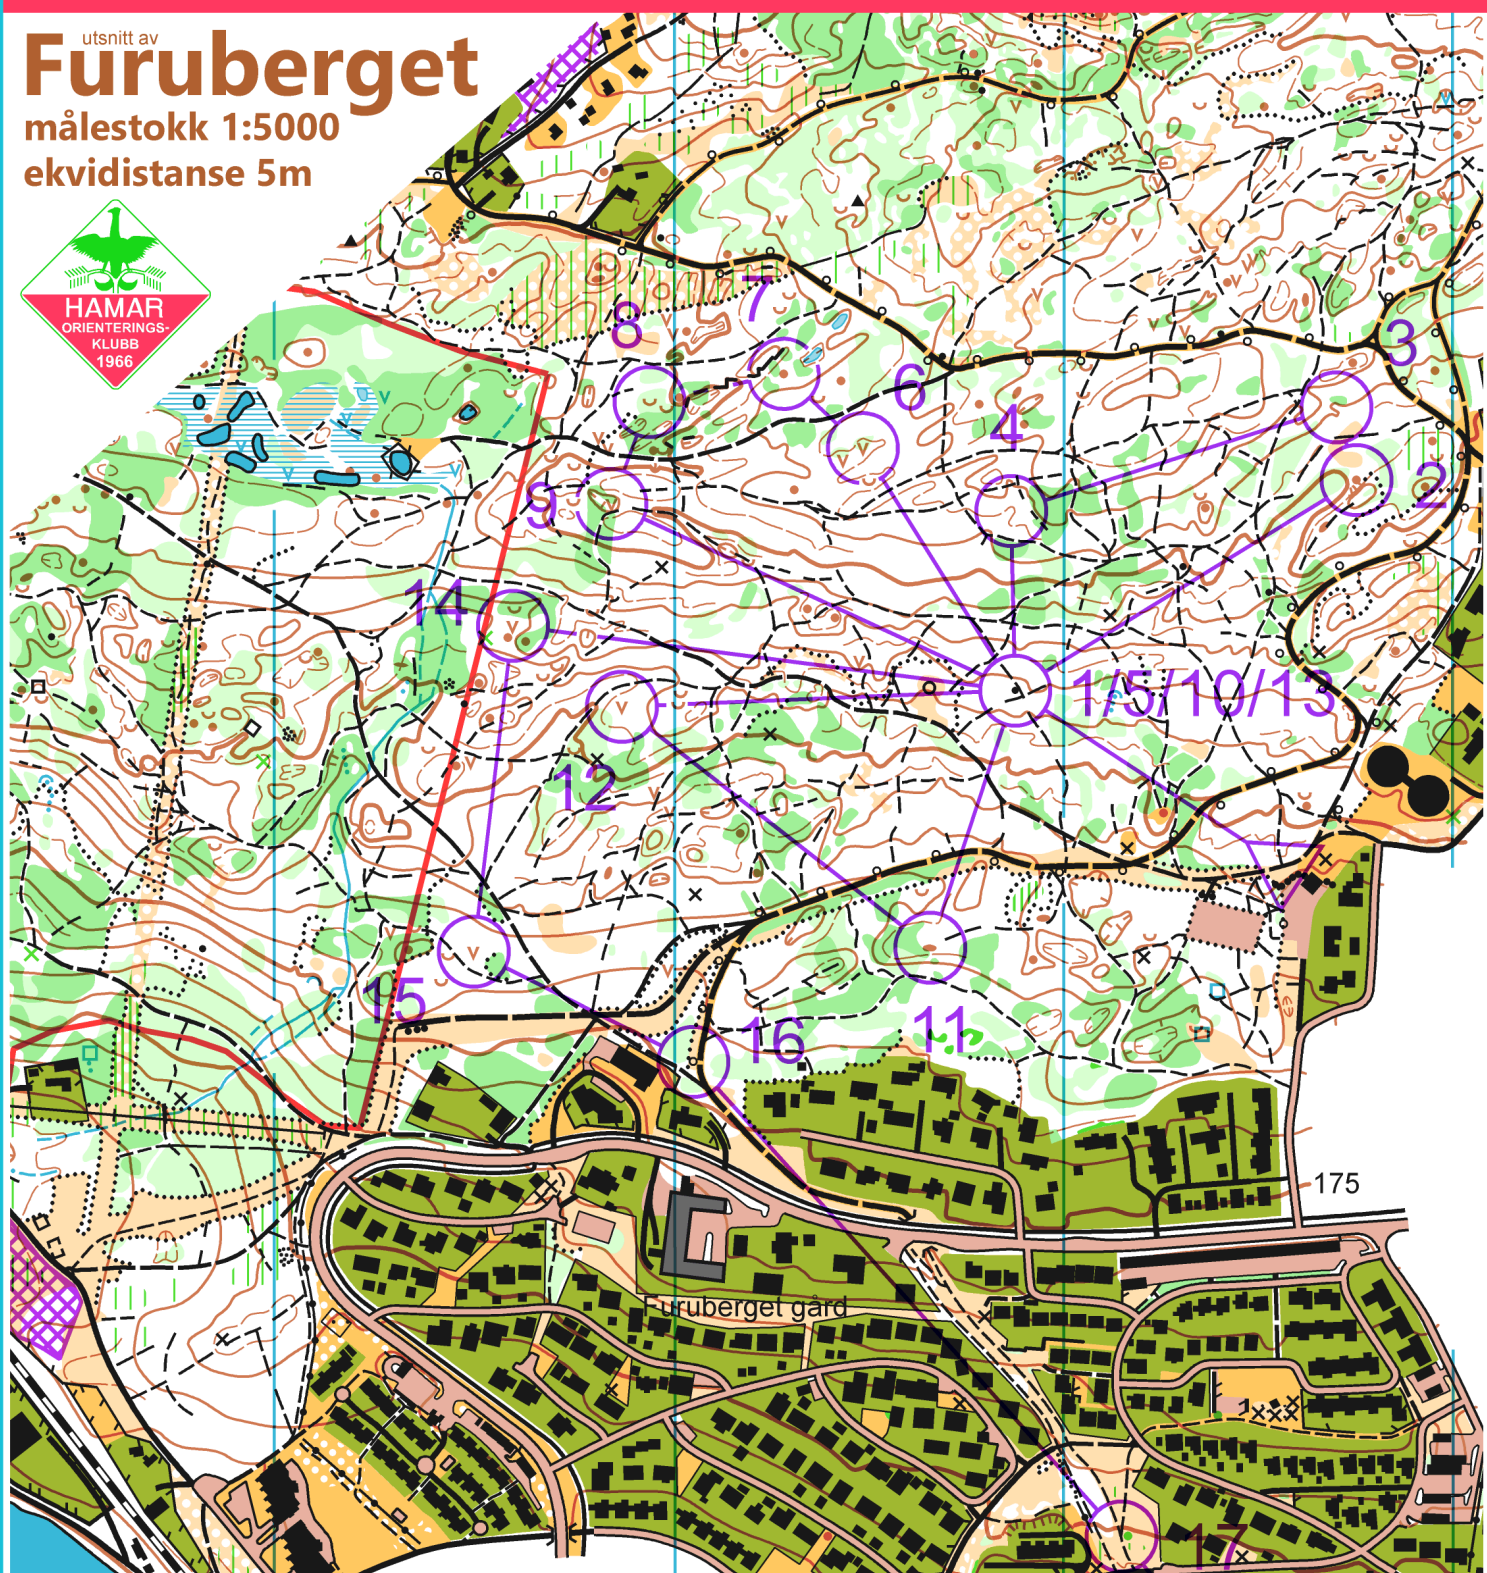 utsnitt av
Furuberget
målestokk 1:5000
ekvidistanse 5m
HAMAR
ORIENTERINGS-
KLUBB
1966
7
8
3
6
4
2
9
14
1/5/10/13
12
15
16
11
175
Furuberget gård
17